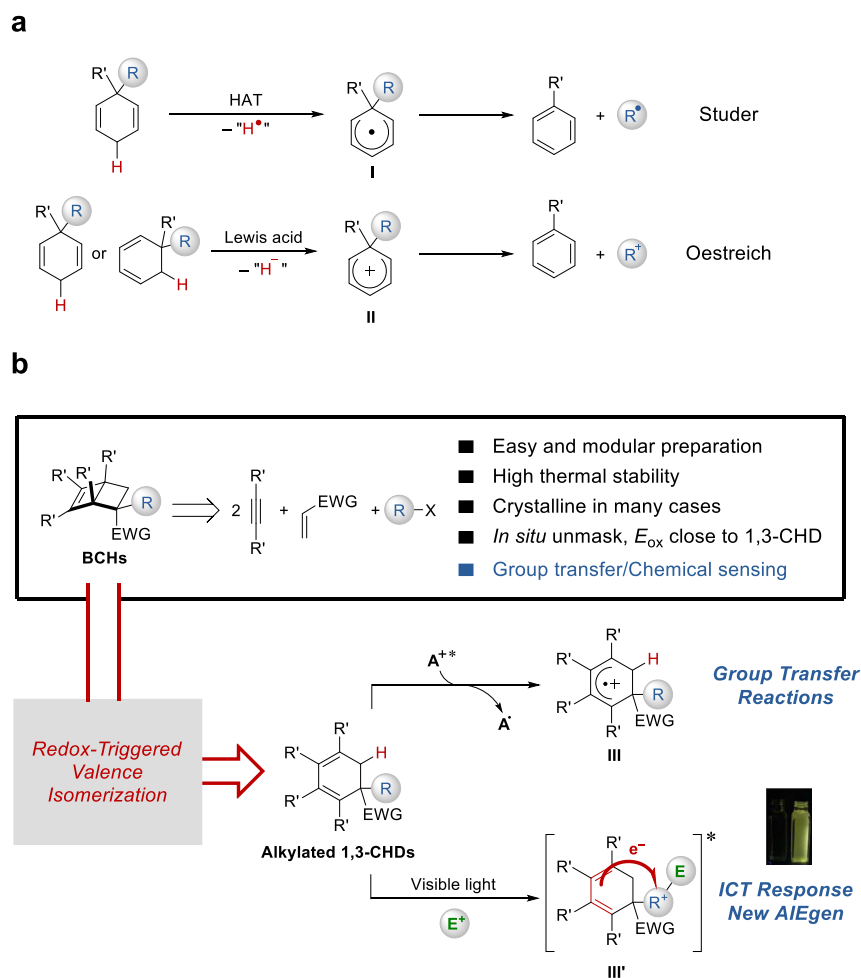 a
R' R
H
HAT
– "H•"
R' R
•
I
R'
+ R•
Studer
R' R
H
or
R'
R
H
Lewis acid
– "H–"
R' R
+
II
R'
+ R+
Oestreich
b
R' R' R'
R'
R
EWG
BCHs
2
R'
R'
+
EWG
+ R–X
Easy and modular preparation
High thermal stability
Crystalline in many cases
In situ unmask, Eox close to 1,3-CHD
Group transfer/Chemical sensing
Redox-Triggered
Valence
Isomerization
R'
R' H
R' R
EWG
R'
Alkylated 1,3-CHDs
A+*
A•
R'
R' H
•+
R' R
EWG
R'
III
Group Transfer
Reactions
Visible light
E+
R' e–
R' E
R' R+
EWG
R'
*
III'
ICT Response
New AIEgen